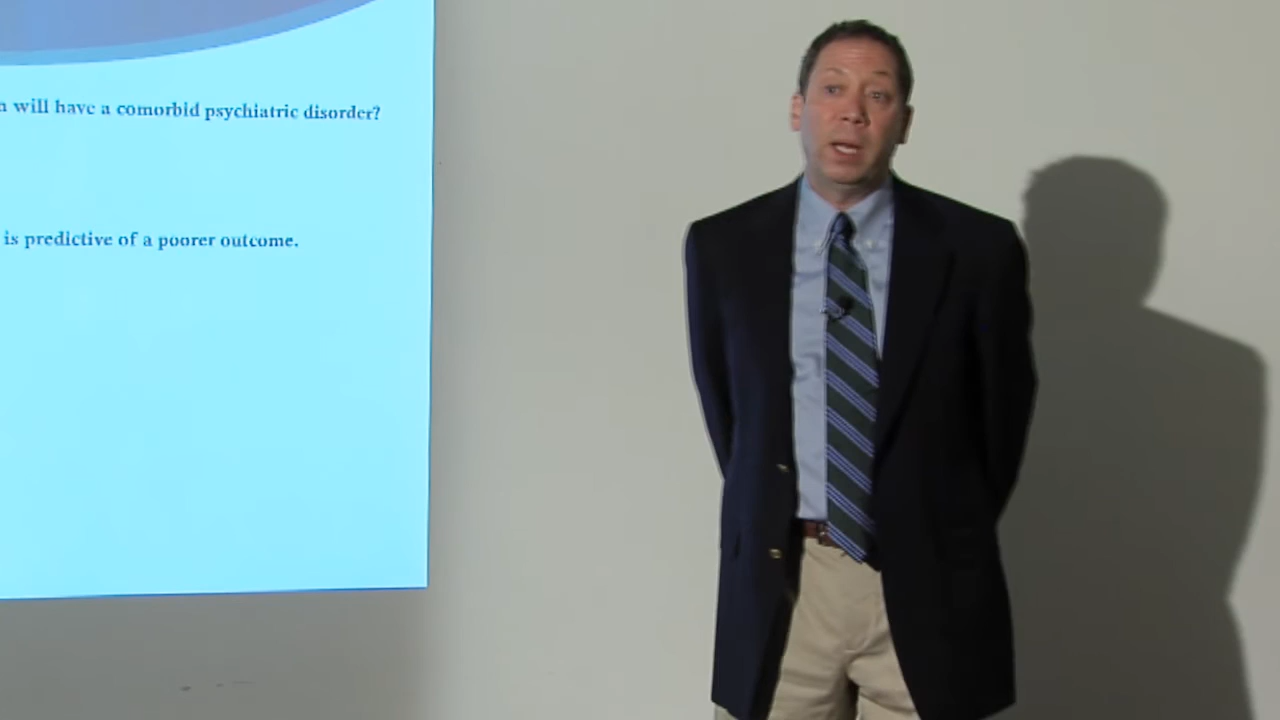 will have a comorbid psychiatric disorder?
is predictive of a poorer outcome.